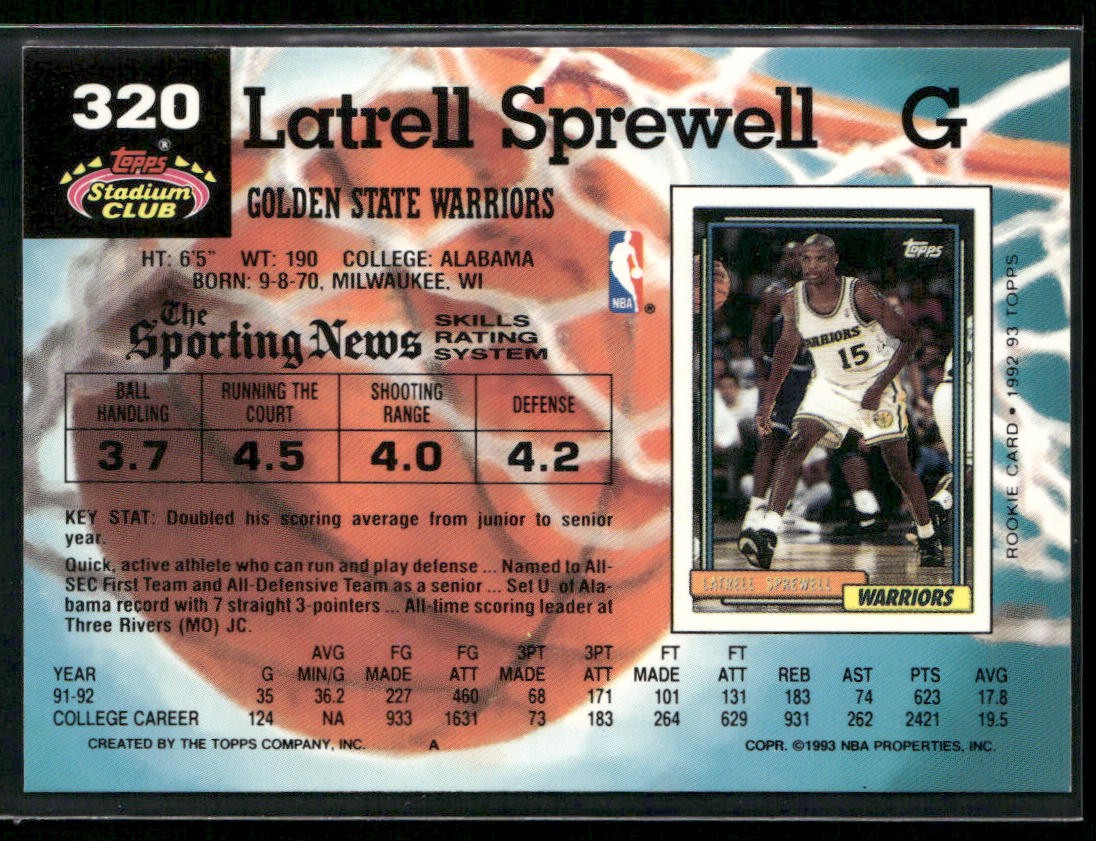 320
Latrell Sprewell G
Topps®
Stadium
CLUB
GOLDEN STATE WARRIORS
HT: 6'5" WT: 190 COLLEGE: ALABAMA
BORN: 9-8-70, MILWAUKEE, WI
NBA ®
The
Sporting News
SKILLS
RATING
SYSTEM
BALL HANDLING RUNNING THE COURT SHOOTING RANGE DEFENSE
3.7 4.5 4.0 4.2
KEY STAT: Doubled his scoring average from junior to senior
year.
Quick, active athlete who can run and play defense ... Named to All-
SEC First Team and All-Defensive Team as a senior ... Set U. of Ala-
bama record with 7 straight 3-pointers ... All-time scoring leader at
Three Rivers (MO) JC.
Topps
WARRIORS
15
LATRELL SPREWELL
WARRIORS
ROOKIE CARD • 1992 93 TOPPS
AVG FG FG 3PT 3PT FT FT
YEAR G MIN/G MADE ATT MADE ATT MADE ATT REB AST PTS AVG
91-92 35 36.2 227 460 68 171 101 131 183 74 623 17.8
COLLEGE CAREER 124 NA 933 1631 73 183 264 629 931 262 2421 19.5
CREATED BY THE TOPPS COMPANY, INC. A COPR. ©1993 NBA PROPERTIES, INC.